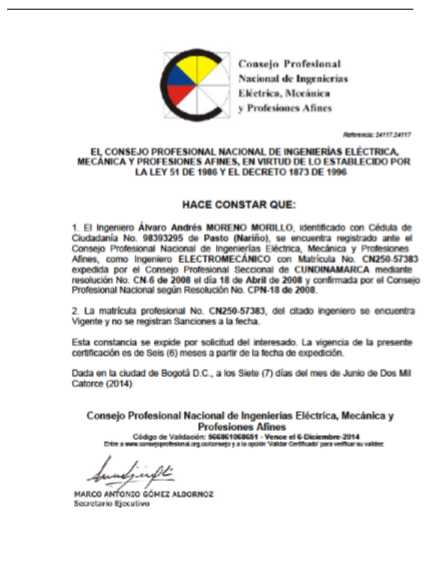 Consejo Profesional
Nacional de Ingenierías
Eléctrica, Mecánica
y Profesiones Afines
Referencia: 24117.24117
EL CONSEJO PROFESIONAL NACIONAL DE INGENIERÍAS ELÉCTRICA,
MECÁNICA Y PROFESIONES AFINES, EN VIRTUD DE LO ESTABLECIDO POR
LA LEY 51 DE 1986 Y EL DECRETO 1873 DE 1996
HACE CONSTAR QUE:
1. El Ingeniero Álvaro Andrés MORENO MORILLO, identificado con Cédula de
Ciudadanía No. 98393295 de Pasto (Nariño), se encuentra registrado ante el
Consejo Profesional Nacional de Ingenierías Eléctrica, Mecánica y Profesiones
Afines, como Ingeniero ELECTROMECÁNICO con Matrícula No. CN250-57383
expedida por el Consejo Profesional Seccional de CUNDINAMARCA mediante
resolución No. CN-6 de 2008 el día 18 de Abril de 2008 y confirmada por el Consejo
Profesional Nacional según Resolución No. CPN-18 de 2008.
2. La matrícula profesional No. CN250-57383, del citado ingeniero se encuentra
Vigente y no se registran Sanciones a la fecha.
Esta constancia se expide por solicitud del interesado. La vigencia de la presente
certificación es de Seis (6) meses a partir de la fecha de expedición.
Dada en la ciudad de Bogotá D.C., a los Siete (7) días del mes de Junio de Dos Mil
Catorce (2014)
Consejo Profesional Nacional de Ingenierías Eléctrica, Mecánica y
Profesiones Afines
Código de Validación: 566861068651 - Vence el 6-Diciembre-2014
Entre a www.consejoprofesional.org.co/consejo y a la opción "Validar Certificado" para verificar su validez
MARCO ANTONIO GÓMEZ ALBORNOZ
Secretario Ejecutivo